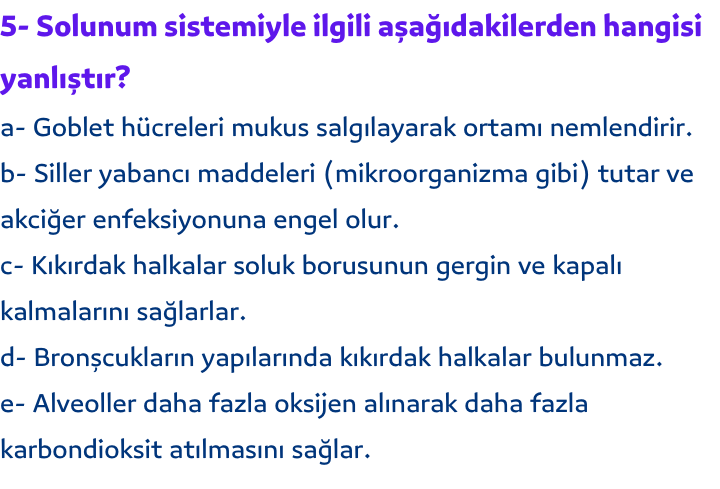 5- Solunum sistemiyle ilgili aşağıdakilerden hangisi
yanlıştır?
a- Goblet hücreleri mukus salgılayarak ortamı nemlendirir.
b- Siller yabancı maddeleri (mikroorganizma gibi) tutar ve
akciğer enfeksiyonuna engel olur.
c- Kıkırdak halkalar soluk borusunun gergin ve kapalı
kalmalarını sağlarlar.
d- Bronşcukların yapılarında kıkırdak halkalar bulunmaz.
e- Alveoller daha fazla oksijen alınarak daha fazla
karbondioksit atılmasını sağlar.